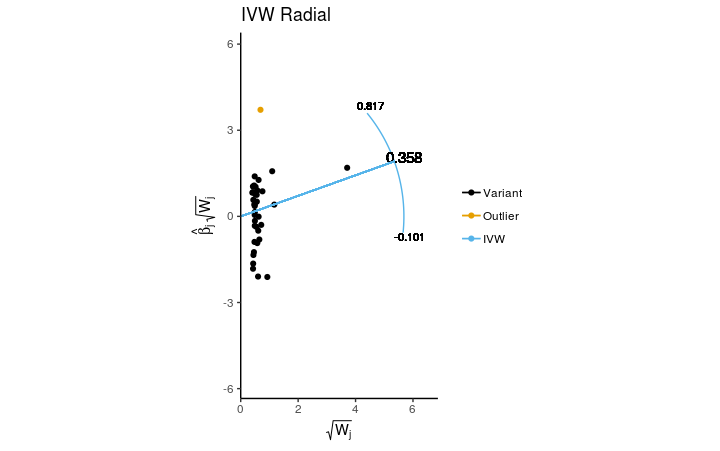 IVW Radial
6
3
0
-3
-6
β̂j√Wj
0.817
0.358
-0.101
Variant
Outlier
IVW
0 2 4 6
√Wj